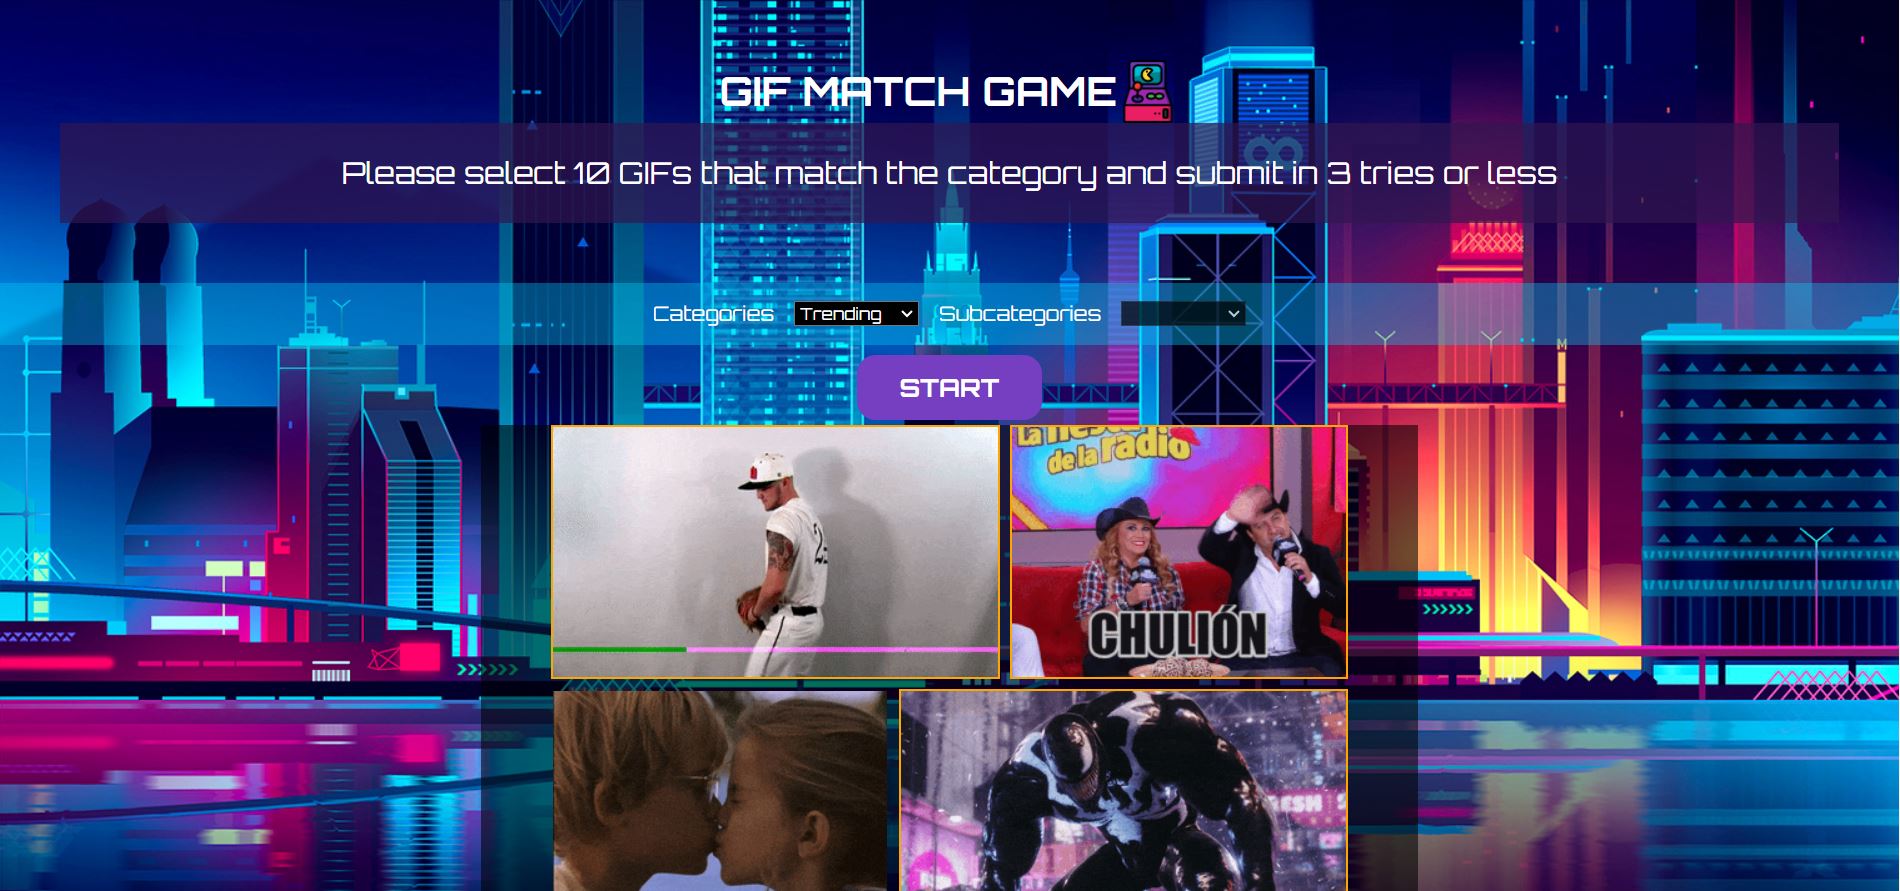 GIF MATCH GAME
Please select 10 GIFs that match the category and submit in 3 tries or less
Categories Trending Subcategories
START
La fiesta
de la radio
CHULIÓN